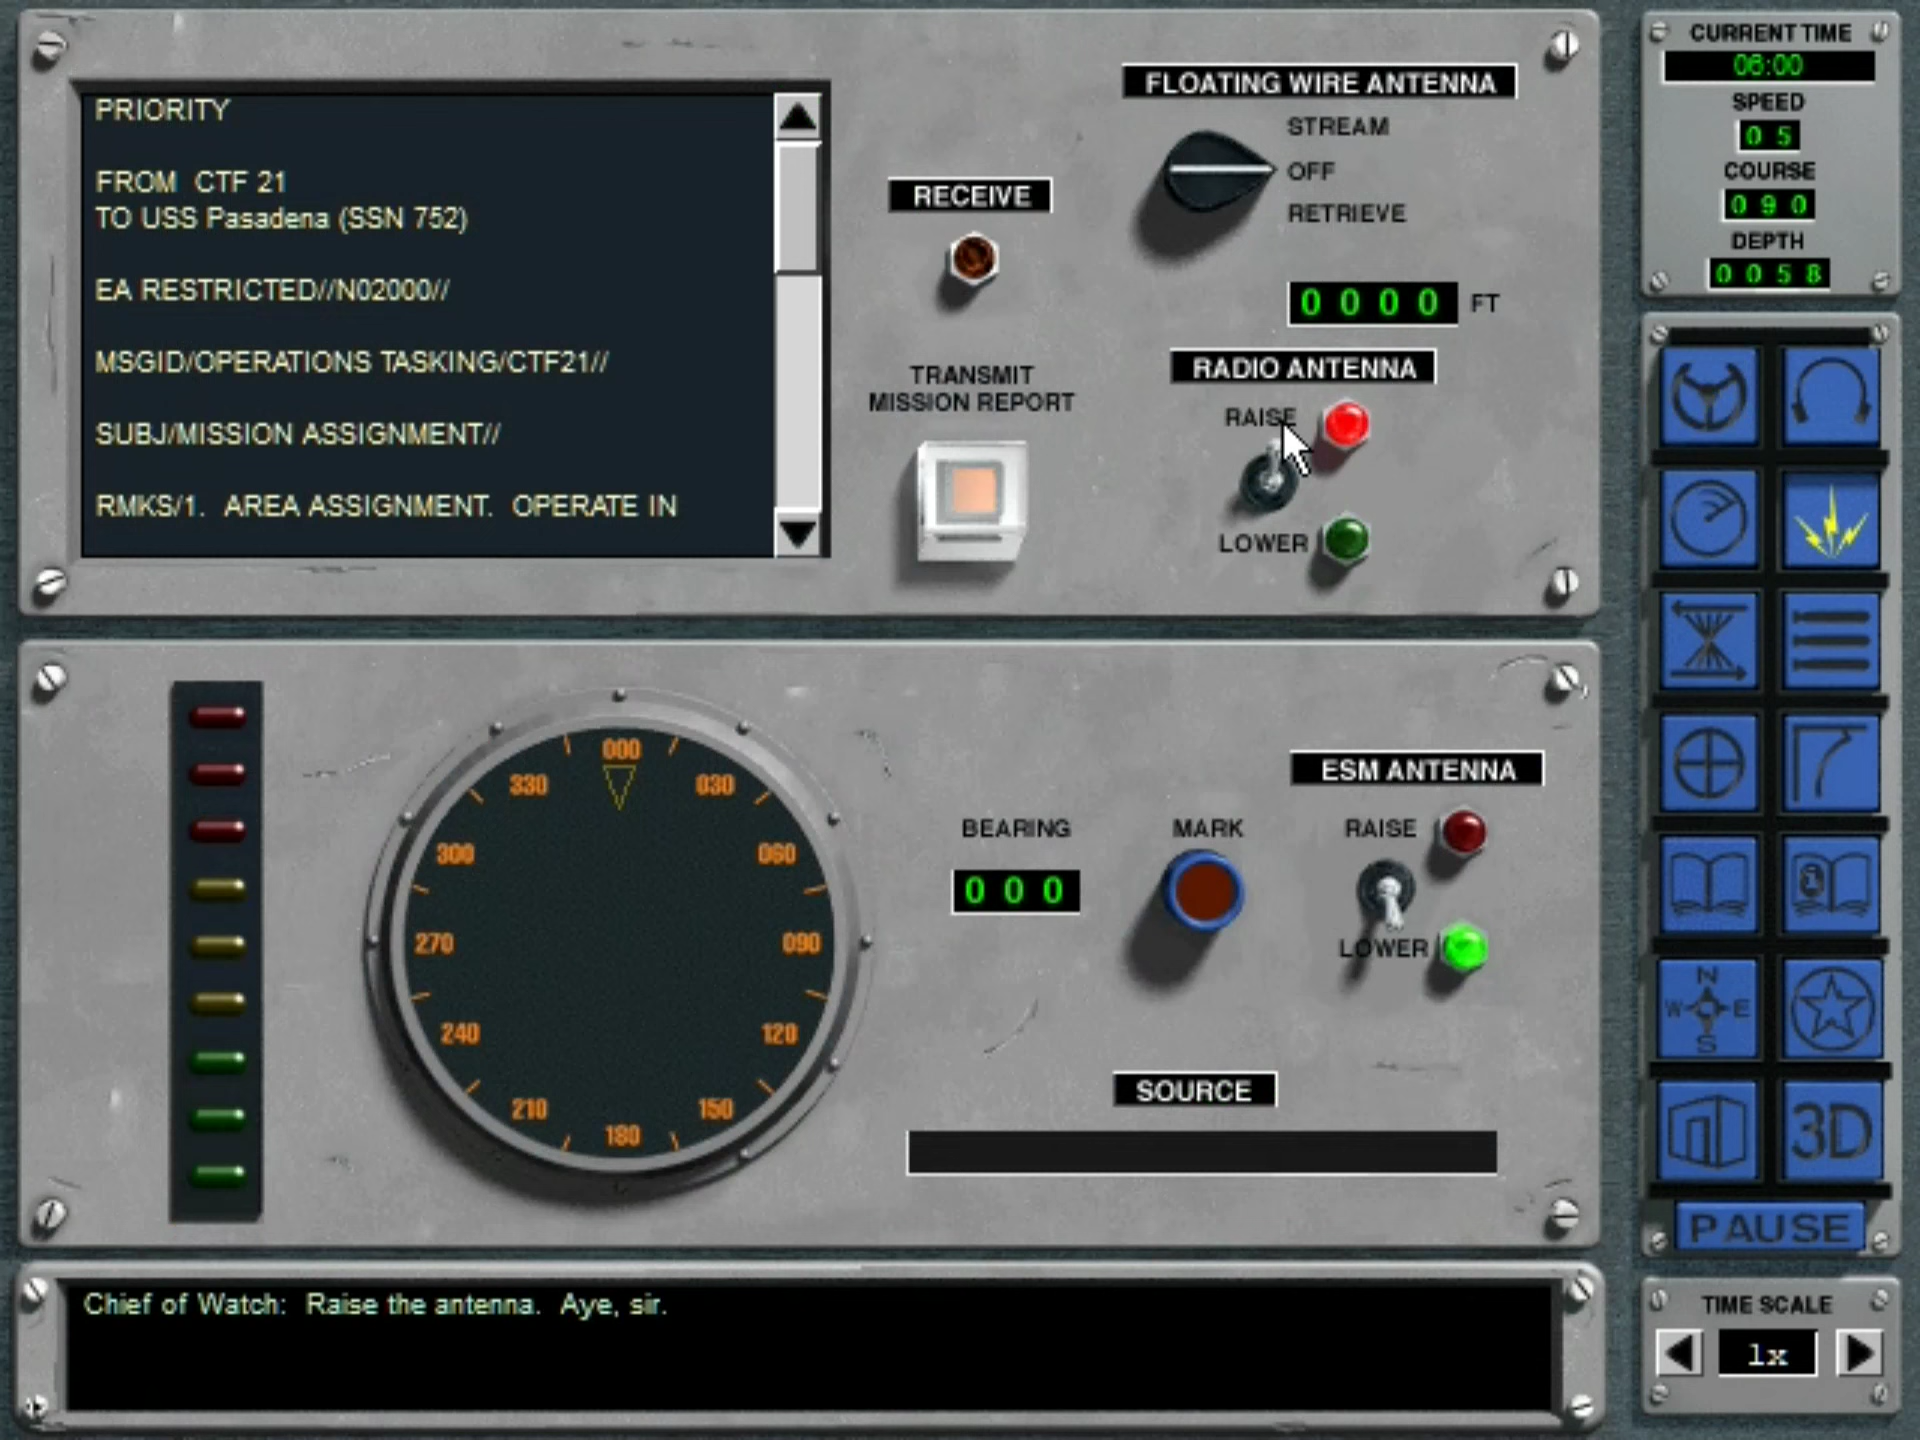 PRIORITY
FROM  CTF 21
TO USS Pasadena (SSN 752)
EA RESTRICTED//N02000//
MSGID/OPERATIONS TASKING/CTF21//
SUBJ/MISSION ASSIGNMENT//
RMKS/1.  AREA ASSIGNMENT.  OPERATE IN
RECEIVE
TRANSMIT
MISSION REPORT
FLOATING WIRE ANTENNA
STREAM
OFF
RETRIEVE
0000 FT
RADIO ANTENNA
RAISE
LOWER
CURRENT TIME
06:00
SPEED
05
COURSE
090
DEPTH
0058
000
030
060
090
120
150
180
210
240
270
300
330
BEARING
000
MARK
ESM ANTENNA
RAISE
LOWER
SOURCE
N
W E
S
3D
PAUSE
TIME SCALE
1x
Chief of Watch:  Raise the antenna.  Aye, sir.